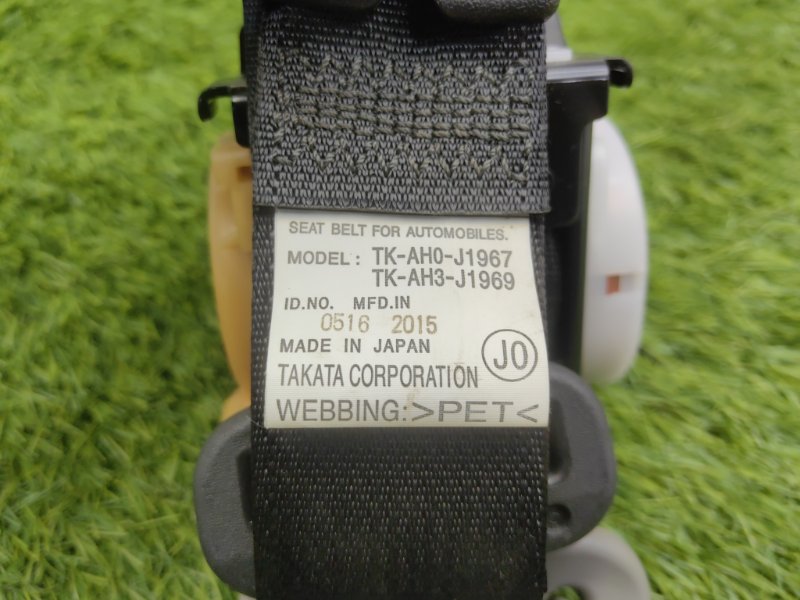 SEAT BELT FOR AUTOMOBILES.
MODEL : TK-AH0-J1967
TK-AH3-J1969
ID.NO. MFD.IN
0516 2015
MADE IN JAPAN
J0
TAKATA CORPORATION
WEBBING:>PET<